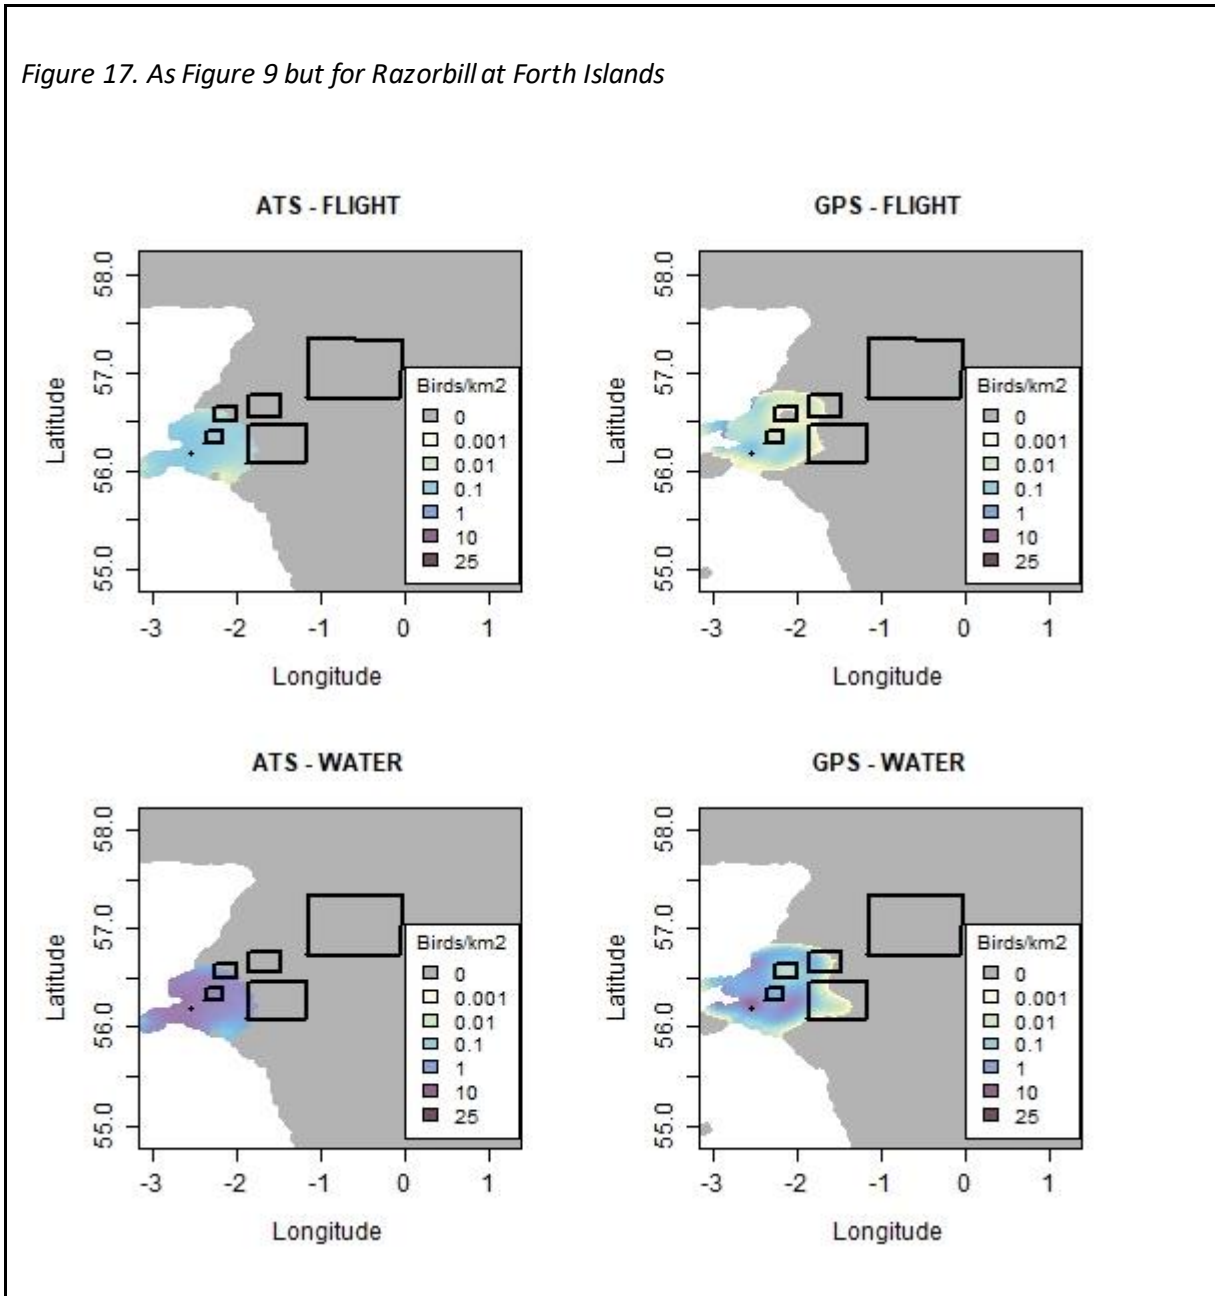 Figure 17. As Figure 9 but for Razorbill at Forth Islands
ATS - FLIGHT
Latitude
58.0
57.0
56.0
55.0
Birds/km2
0
0.001
0.01
0.1
1
10
25
-3 -2 -1 0 1
Longitude
GPS - FLIGHT
Latitude
58.0
57.0
56.0
55.0
Birds/km2
0
0.001
0.01
0.1
1
10
25
-3 -2 -1 0 1
Longitude
ATS - WATER
Latitude
58.0
57.0
56.0
55.0
Birds/km2
0
0.001
0.01
0.1
1
10
25
-3 -2 -1 0 1
Longitude
GPS - WATER
Latitude
58.0
57.0
56.0
55.0
Birds/km2
0
0.001
0.01
0.1
1
10
25
-3 -2 -1 0 1
Longitude